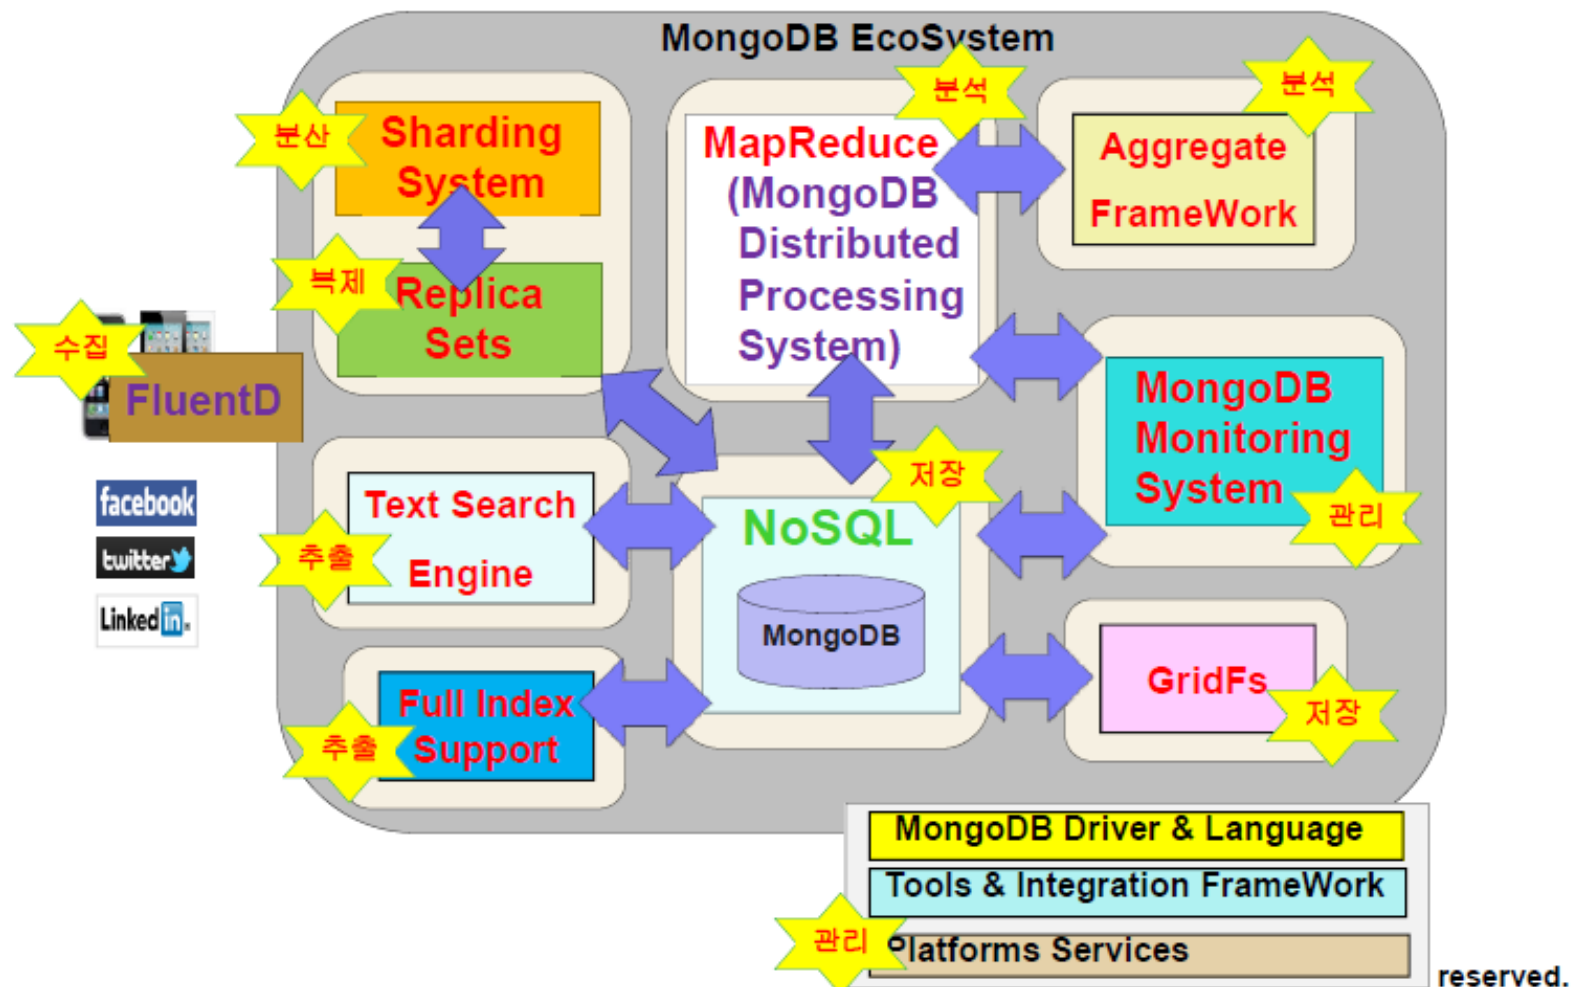 MongoDB EcoSystem
분산
Sharding
System
복제
Replica
Sets
분석
MapReduce
(MongoDB
Distributed
Processing
System)
분석
Aggregate
FrameWork
수집
FluentD
facebook
twitter
Linked in
추출
Text Search
Engine
저장
NoSQL
MongoDB
MongoDB
Monitoring
System
관리
추출
Full Index
Support
GridFs
저장
MongoDB Driver & Language
Tools & Integration FrameWork
관리
Platforms Services
reserved.